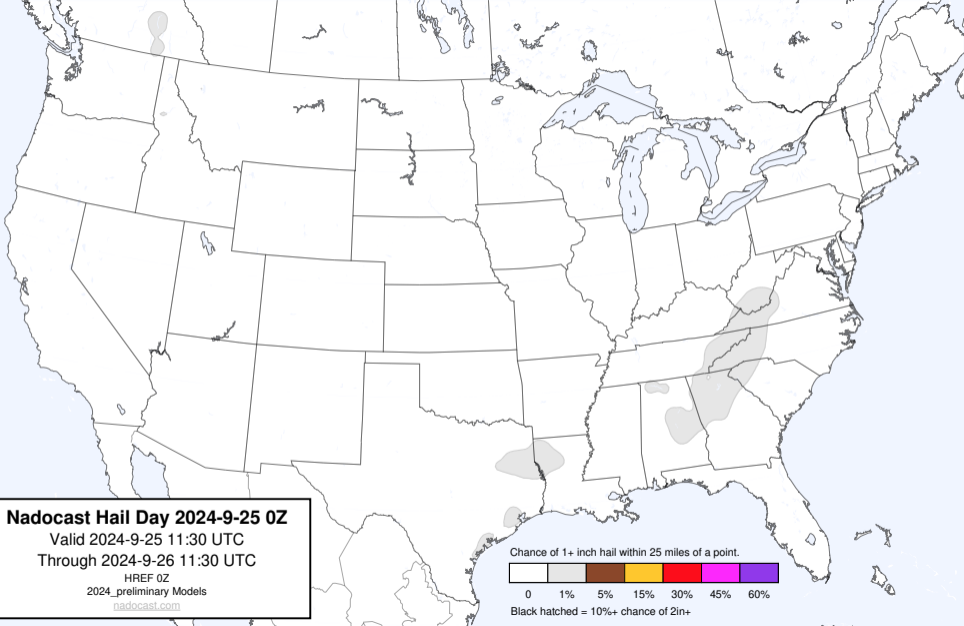 Nadocast Hail Day 2024-9-25 0Z
Valid 2024-9-25 11:30 UTC
Through 2024-9-26 11:30 UTC
HREF 0Z
2024_preliminary Models
nadocast.com
Chance of 1+ inch hail within 25 miles of a point.
0 1% 5% 15% 30% 45% 60%
Black hatched = 10%+ chance of 2in+